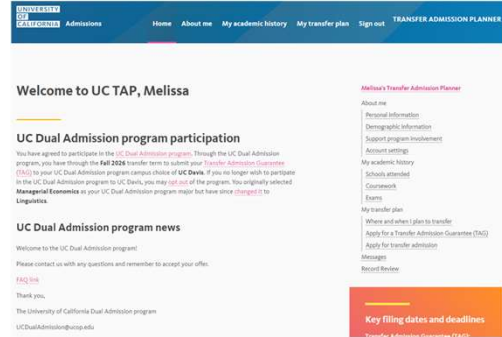 UNIVERSITY
OF
CALIFORNIA Admissions
Home About me My academic history My transfer plan Sign out TRANSFER ADMISSION PLANNER
Welcome to UC TAP, Melissa
UC Dual Admission program participation
You have agreed to participate in the UC Dual Admission program. Through the UC Dual Admission
program, you have through the Fall 2026 transfer term to submit your Transfer Admission Guarantee
(TAG) to your UC Dual Admission program campus choice of UC Davis. If you no longer wish to partipate
in the UC Dual Admission program to UC Davis, you may opt out of the program. You originally selected
Managerial Economics as your UC Dual Admission program major but have since changed it to
Linguistics.
UC Dual Admission program news
Welcome to the UC Dual Admission program!
Please contact us with any questions and remember to accept your offer.
FAQ link
Thank you,
The University of California Dual Admission program
UCDualAdmission@ucop.edu
Melissa's Transfer Admission Planner
About me
Personal Information
Demographic Information
Support program involvement
Account settings
My academic history
Schools attended
Coursework
Exams
My transfer plan
Where and when I plan to transfer
Apply for a Transfer Admission Guarantee (TAG)
Apply for transfer admission
Messages
Record Review
Key filing dates and deadlines
Transfer Admission Guarantee (TAG):